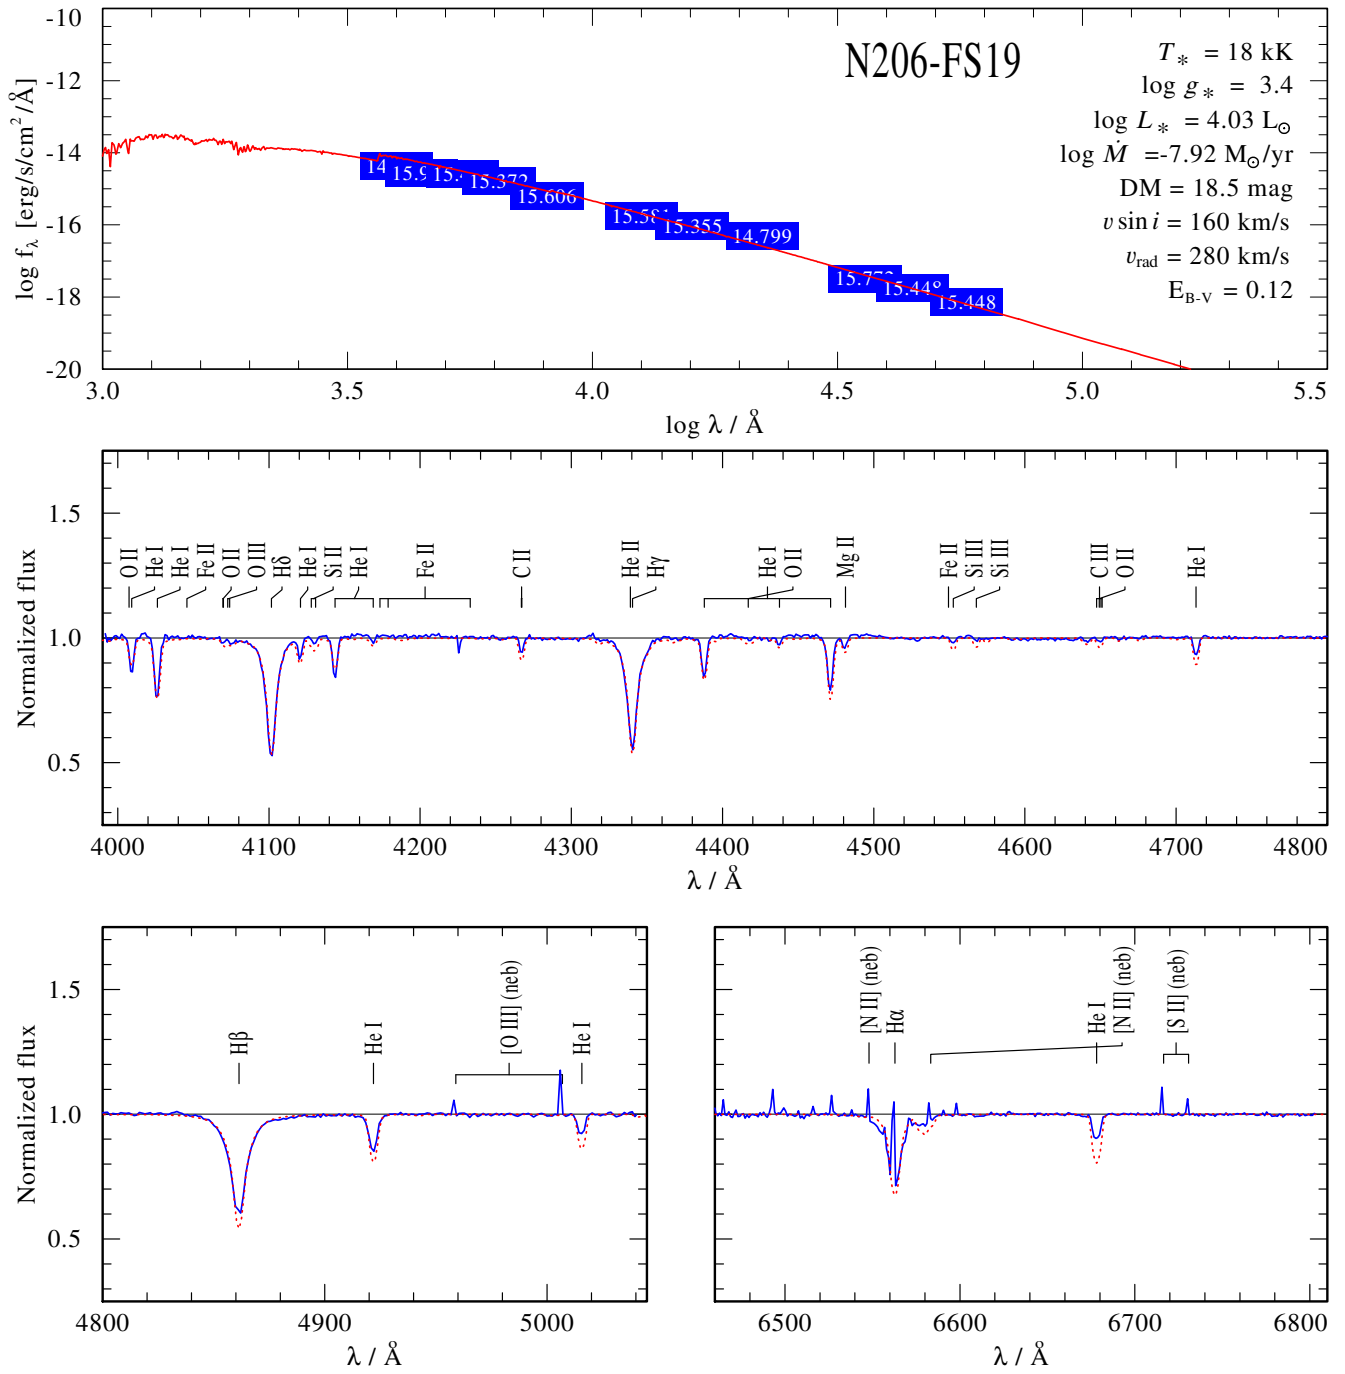 N206-FS19
T* = 18 kK
log g* = 3.4
log L* = 4.03 L⊙
log Ṁ =-7.92 M⊙/yr
DM = 18.5 mag
v sin i = 160 km/s
vrad = 280 km/s
EB-V = 0.12
log fλ [erg/s/cm²/Å]
-10
-12
-14
-16
-18
-20
15.372
15.606
15.581
15.355
14.799
15.772
15.448
15.448
3.0 3.5 4.0 4.5 5.0 5.5
log λ / Å
Normalized flux
1.5
1.0
0.5
O II
He I
He I
Fe II
O II
O III
Hδ
He I
Si II
He I
Fe II
C II
He II
Hγ
He I
O II
Mg II
Fe II
Si III
Si III
C III
O II
He I
4000 4100 4200 4300 4400 4500 4600 4700 4800
λ / Å
Normalized flux
1.5
1.0
0.5
Hβ
He I
[O III] (neb)
He I
4800 4900 5000
λ / Å
[N II] (neb)
Hα
He I
[N II] (neb)
[S II] (neb)
6500 6600 6700 6800
λ / Å